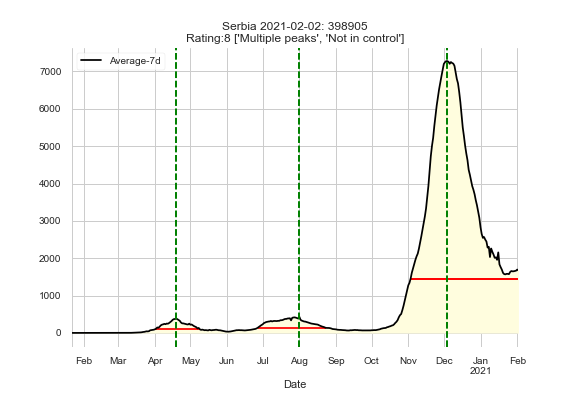 Serbia 2021-02-02: 398905
Rating:8 ['Multiple peaks', 'Not in control']
Average-7d
7000
6000
5000
4000
3000
2000
1000
0
Feb Mar Apr May Jun Jul Aug Sep Oct Nov Dec Jan Feb
2021
Date